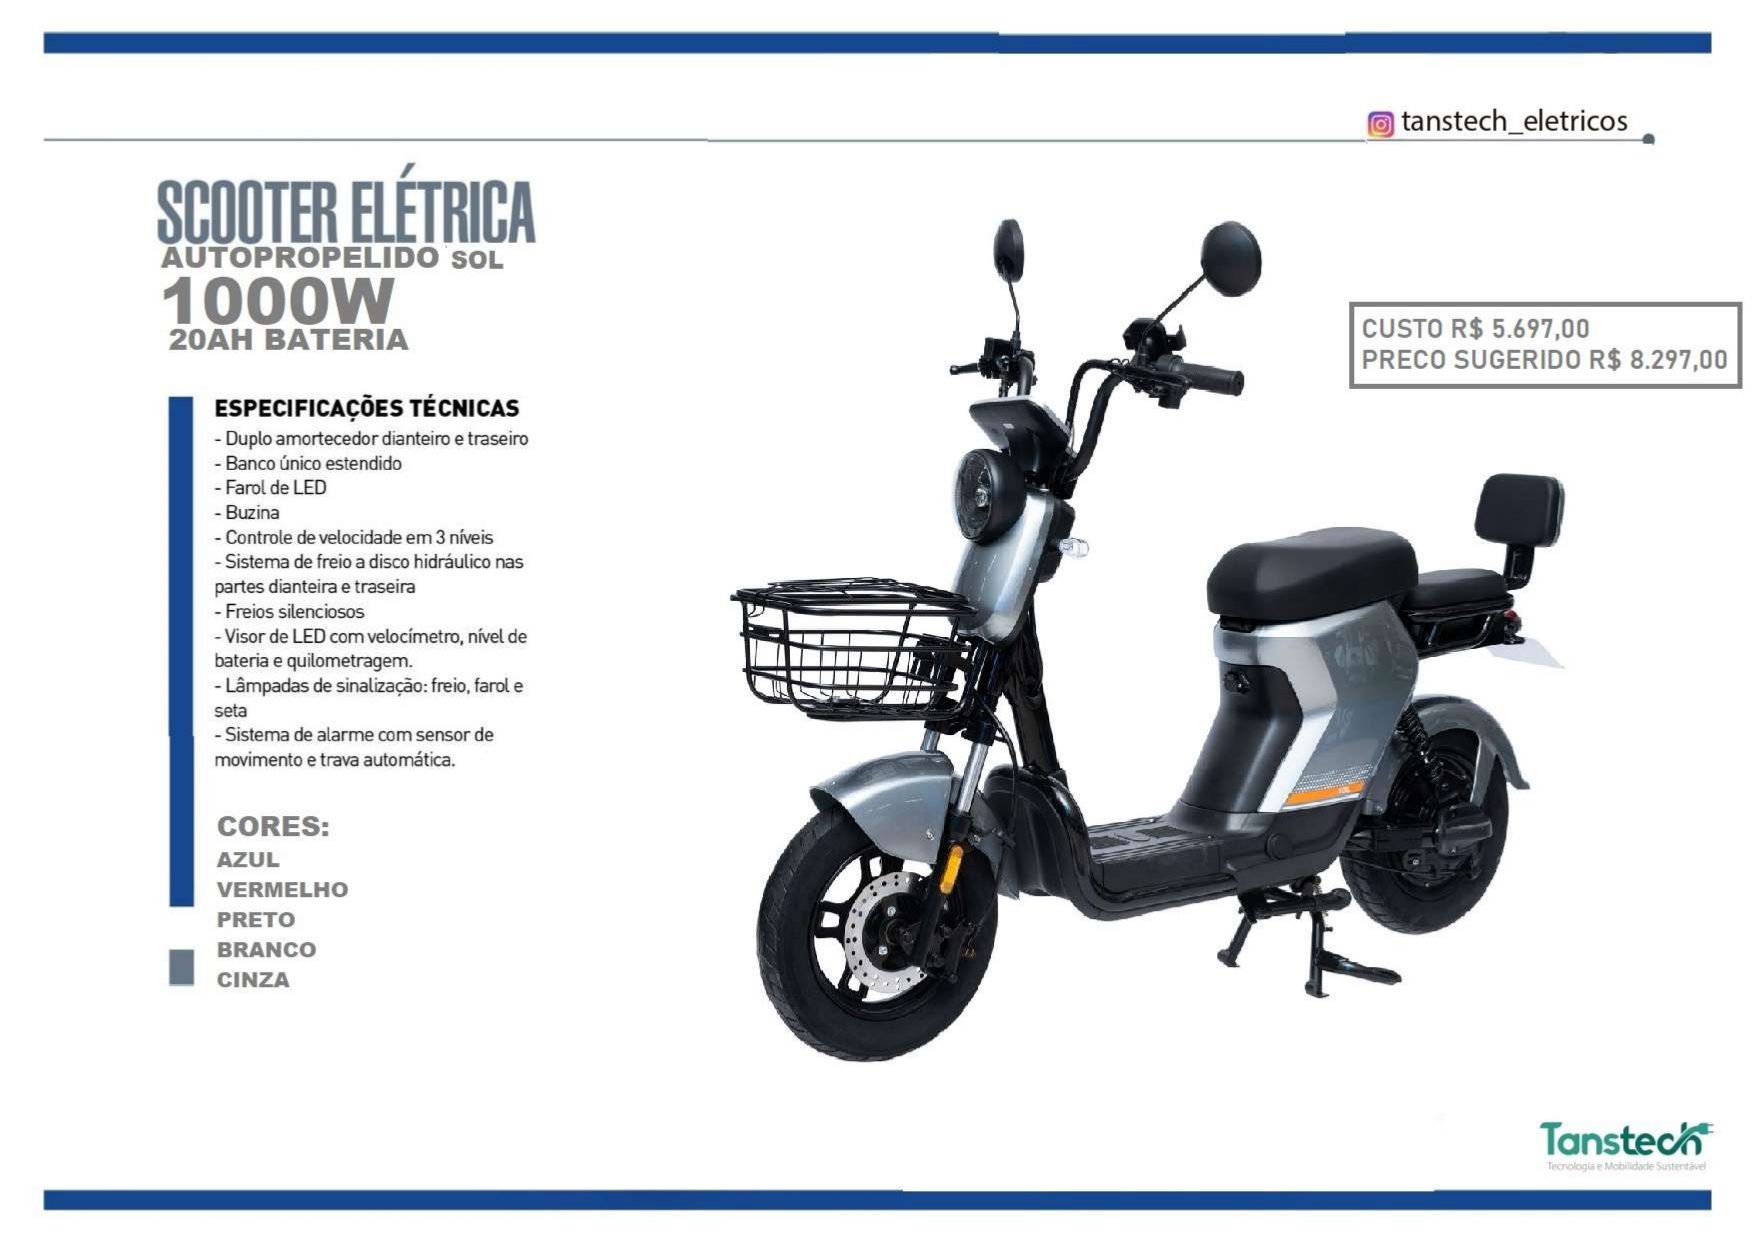 tanstech_eletricos
SCOOTER ELÉTRICA
AUTOPROPELIDO SOL
1000W
20AH BATERIA
CUSTO R$ 5.697,00
PRECO SUGERIDO R$ 8.297,00
ESPECIFICAÇÕES TÉCNICAS
- Duplo amortecedor dianteiro e traseiro
- Banco único estendido
- Farol de LED
- Buzina
- Controle de velocidade em 3 níveis
- Sistema de freio a disco hidráulico nas
partes dianteira e traseira
- Freios silenciosos
- Visor de LED com velocímetro, nível de
bateria e quilometragem.
- Lâmpadas de sinalização: freio, farol e
seta
- Sistema de alarme com sensor de
movimento e trava automática.
CORES:
AZUL
VERMELHO
PRETO
BRANCO
CINZA
Tanstech
Tecnologia e Mobilidade Sustentável